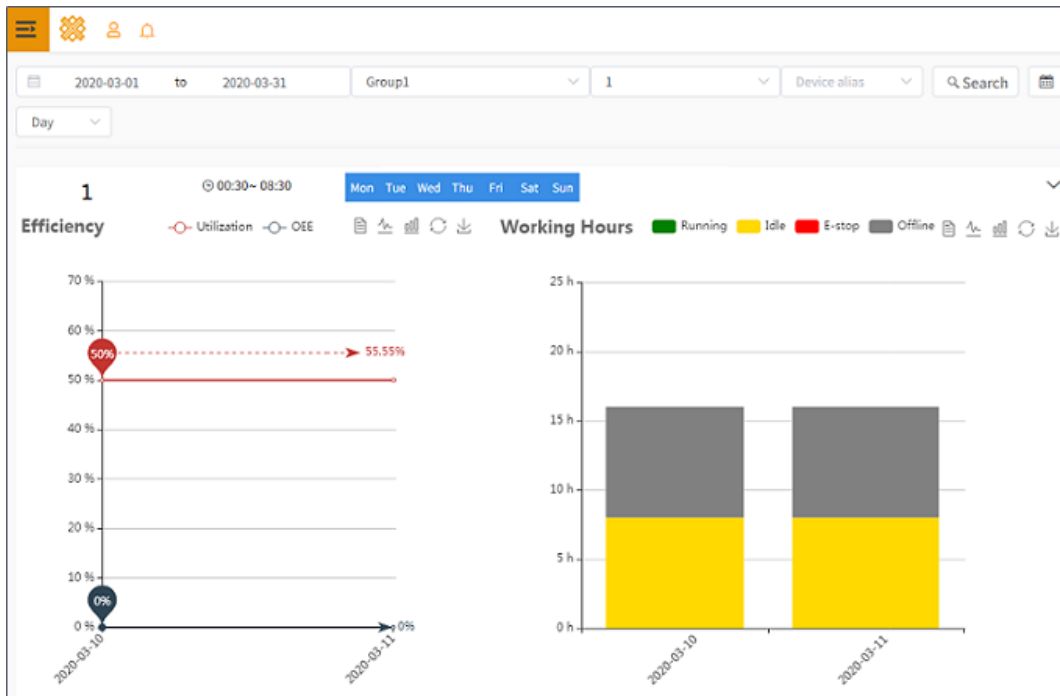 2020-03-01 to 2020-03-31 Group1 1 Device alias Search
Day
1 00:30~ 08:30 Mon Tue Wed Thu Fri Sat Sun
Efficiency Utilization OEE Working Hours Running Idle E-stop Offline
70 %
60 %
50% 55.55%
50 %
40 %
30 %
20 %
10 %
0%
0 % 0%
2020-03-10 2020-03-11
25 h
20 h
15 h
10 h
5 h
0 h
2020-03-10 2020-03-11